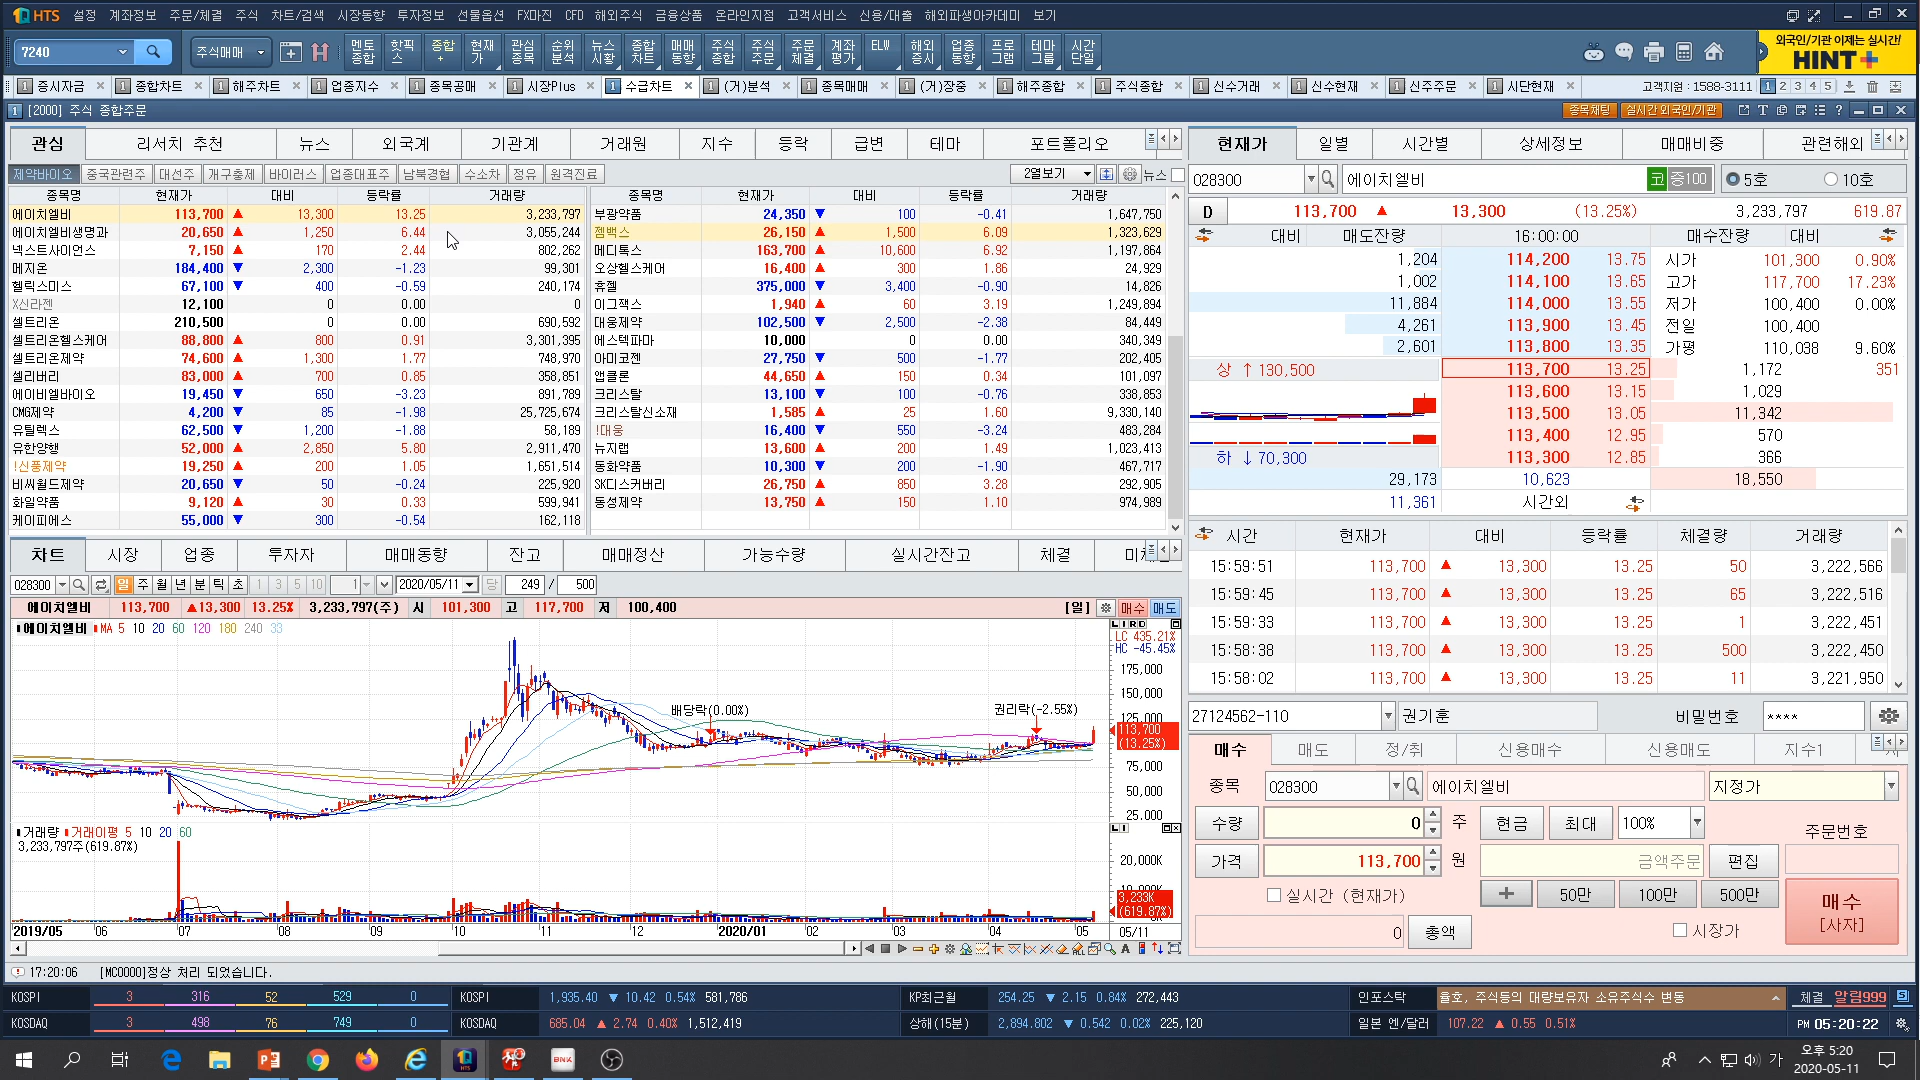 HTS 설정 계좌정보 주문/체결 주식 차트/검색 시장동향 투자정보 선물옵션 FX마진 CFD 해외주식 금융상품 온라인지점 고객서비스 신용/대출 해외파생아카데미 보기
7240 주식매매 멘토종합 핫픽스 종합+ 현재가 관심종목 순위분석 뉴스시황 종합차트 매매동향 주식종합 주식주문 주문체결 계좌평가 ELW 해외증시 업종동향 프로그램 테마그룹 시간단일 외국인/기관 이제는 실시간! HINT+
1 증시자금 1 종합차트 1 해주차트 1 업종지수 1 종목공매 1 시장Plus 1 수급차트 1 (거)분석 1 종목매매 1 (거)장중 1 해주종합 1 주식종합 1 신수거래 1 신수현재 1 신주주문 1 시단현재 고객지원 : 1588-3111 1 2 3 4 5
1 [2000] 주식 종합주문 종목채팅 실시간 외국인/기관
관심 리서치 추천 뉴스 외국계 기관계 거래원 지수 등락 급변 테마 포트폴리오
제약바이오 중국관련주 대선주 개구충제 바이러스 업종대표주 남북경협 수소차 정유 원격진료 2열보기 뉴스
종목명 현재가 대비 등락률 거래량 종목명 현재가 대비 등락률 거래량
에이치엘비 113,700 ▲ 13,300 13.25 3,233,797 부광약품 24,350 ▼ 100 -0.41 1,647,750
에이치엘비생명과 20,650 ▲ 1,250 6.44 3,055,244 젬백스 26,150 ▲ 1,500 6.09 1,323,629
넥스트사이언스 7,150 ▲ 170 2.44 802,262 메디톡스 163,700 ▲ 10,600 6.92 1,197,864
메지온 184,400 ▼ 2,300 -1.23 99,301 오상헬스케어 16,400 ▲ 300 1.86 24,929
헬릭스미스 67,100 ▼ 400 -0.59 240,174 휴젤 375,000 ▼ 3,400 -0.90 14,826
X신라젠 12,100 0 0.00 0 이그잭스 1,940 ▲ 60 3.19 1,249,894
셀트리온 210,500 0 0.00 690,592 대웅제약 102,500 ▼ 2,500 -2.38 84,449
셀트리온헬스케어 88,800 ▲ 800 0.91 3,301,395 에스텍파마 10,000 0 0.00 340,349
셀트리온제약 74,600 ▲ 1,300 1.77 748,970 아미코젠 27,750 ▼ 500 -1.77 202,405
셀리버리 83,000 ▲ 700 0.85 358,851 앱클론 44,650 ▲ 150 0.34 101,097
에이비엘바이오 19,450 ▼ 650 -3.23 891,789 크리스탈 13,100 ▼ 100 -0.76 338,853
CMG제약 4,200 ▼ 85 -1.98 25,725,674 크리스탈신소재 1,585 ▲ 25 1.60 9,330,140
유틸렉스 62,500 ▼ 1,200 -1.88 58,189 !대웅 16,400 ▼ 550 -3.24 483,284
유한양행 52,000 ▲ 2,850 5.80 2,911,470 뉴지랩 13,600 ▲ 200 1.49 1,023,413
!신풍제약 19,250 ▲ 200 1.05 1,651,514 동화약품 10,300 ▼ 200 -1.90 467,717
비씨월드제약 20,650 ▼ 50 -0.24 225,920 SK디스커버리 26,750 ▲ 850 3.28 292,905
화일약품 9,120 ▲ 30 0.33 599,941 동성제약 13,750 ▲ 150 1.10 974,989
케이피에스 55,000 ▼ 300 -0.54 162,118
차트 시장 업종 투자자 매매동향 잔고 매매정산 가능수량 실시간잔고 체결
028300 일 주 월 년 분 틱 초 1 3 5 10 1 2020/05/11 당 249 / 500
에이치엘비 113,700 ▲13,300 13.25% 3,233,797(주) 시 101,300 고 117,700 저 100,400 [일] 매수 매도
에이치엘비 MA 5 10 20 60 120 180 240 33
LC 435.21%
HC -45.45%
175,000
150,000
배당락(0.00%) 권리락(-2.55%)
125,000
113,700
(13.25%)
75,000
50,000
25,000
거래량 거래이평 5 10 20 60
3,233,797주(619.87%)
20,000K
10,000K
3,233K
(619.87%)
2019/05 06 07 08 09 10 11 12 2020/01 02 03 04 05 05/11
17:20:06 [MC0000]정상 처리 되었습니다.
현재가 일별 시간별 상세정보 매매비중 관련해외
028300 에이치엘비 코 중100 5호 10호
D 113,700 ▲ 13,300 (13.25%) 3,233,797 619.87
대비 매도잔량 16:00:00 매수잔량 대비
1,204 114,200 13.75 시가 101,300 0.90%
1,002 114,100 13.65 고가 117,700 17.23%
11,884 114,000 13.55 저가 100,400 0.00%
4,261 113,900 13.45 전일 100,400
2,601 113,800 13.35 가평 110,038 9.60%
상 ↑ 130,500 113,700 13.25 1,172 351
113,600 13.15 1,029
113,500 13.05 11,342
113,400 12.95 570
하 ↓ 70,300 113,300 12.85 366
29,173 10,623 18,550
11,361 시간외
시간 현재가 대비 등락률 체결량 거래량
15:59:51 113,700 ▲ 13,300 13.25 50 3,222,566
15:59:45 113,700 ▲ 13,300 13.25 65 3,222,516
15:59:33 113,700 ▲ 13,300 13.25 1 3,222,451
15:58:38 113,700 ▲ 13,300 13.25 500 3,222,450
15:58:02 113,700 ▲ 13,300 13.25 11 3,221,950
27124562-110 권기훈 비밀번호 ****
매수 매도 정/취 신용매수 신용매도 지수1
종목 028300 에이치엘비 지정가
수량 0 주 현금 최대 100% 주문번호
가격 113,700 원 금액주문 편집
실시간 (현재가) + 50만 100만 500만
매수
[사자]
0 총액 시장가
KOSPI 3 316 52 529 0 KOSPI 1,935.40 ▼ 10.42 0.54% 581,786 KP최근월 254.25 ▼ 2.15 0.84% 272,443 인포스탁 율호, 주식등의 대량보유자 소유주식수 변동 체결 알림999
KOSDAQ 3 498 76 749 0 KOSDAQ 685.04 ▲ 2.74 0.40% 1,512,419 상해(15분) 2,894.802 ▼ 0.542 0.02% 225,120 일본 엔/달러 107.22 ▲ 0.55 0.51% PM 05:20:22
BNK 가 오후 5:20
2020-05-11